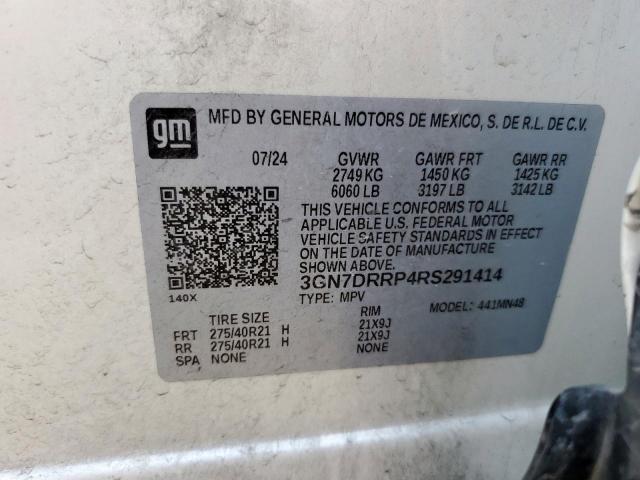 gm
MFD BY GENERAL MOTORS DE MEXICO, S. DE R.L. DE C.V.
07/24 GVWR GAWR FRT GAWR RR
2749 KG 1450 KG 1425 KG
6060 LB 3197 LB 3142 LB
THIS VEHICLE CONFORMS TO ALL
APPLICABLE U.S. FEDERAL MOTOR
VEHICLE SAFETY STANDARDS IN EFFECT
ON THE DATE OF MANUFACTURE
SHOWN ABOVE.
3GN7DRRP4RS291414
140X
TYPE: MPV MODEL: 441MN48
TIRE SIZE RIM
FRT 275/40R21 H 21X9J
RR 275/40R21 H 21X9J
SPA NONE NONE